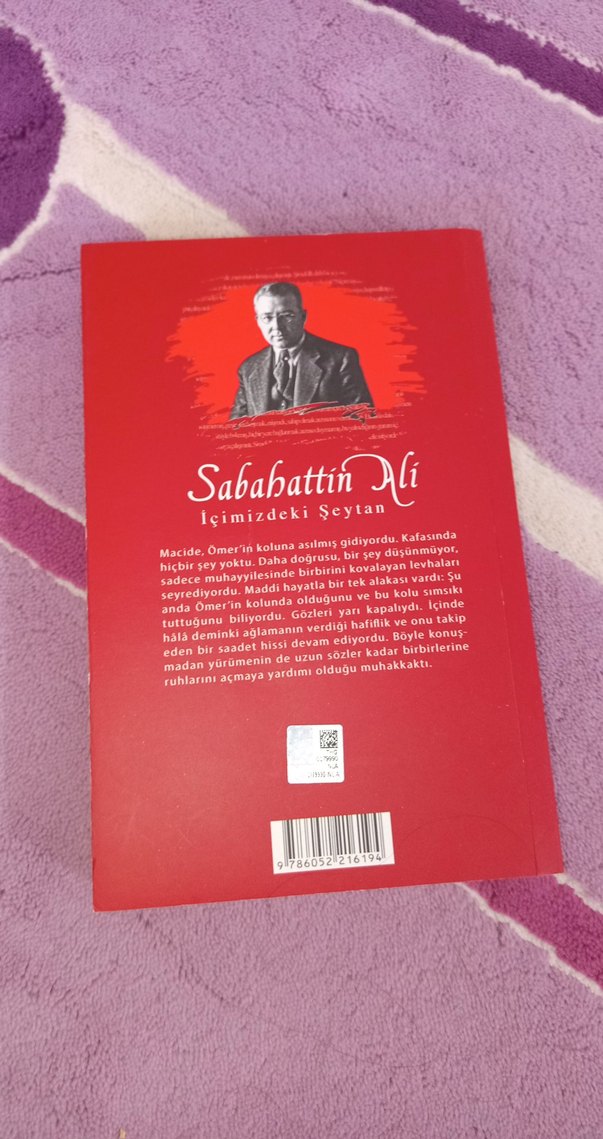 Sabahattin Ali
İçimizdeki Şeytan
Macide, Ömer'in koluna asılmış gidiyordu. Kafasında
hiçbir şey yoktu. Daha doğrusu, bir şey düşünmüyor,
sadece muhayyilesinde birbirini kovalayan levhaları
seyrediyordu. Maddi hayatla bir tek alakası vardı: Şu
anda Ömer'in kolunda olduğunu ve bu kolu sımsıkı
tuttuğunu biliyordu. Gözleri yarı kapalıydı. İçinde
hâlâ deminki ağlamanın verdiği hafiflik ve onu takip
eden bir saadet hissi devam ediyordu. Böyle konuş-
madan yürümenin de uzun sözler kadar birbirlerine
ruhlarını açmaya yardımı olduğu muhakkaktı.
9 786052 216194